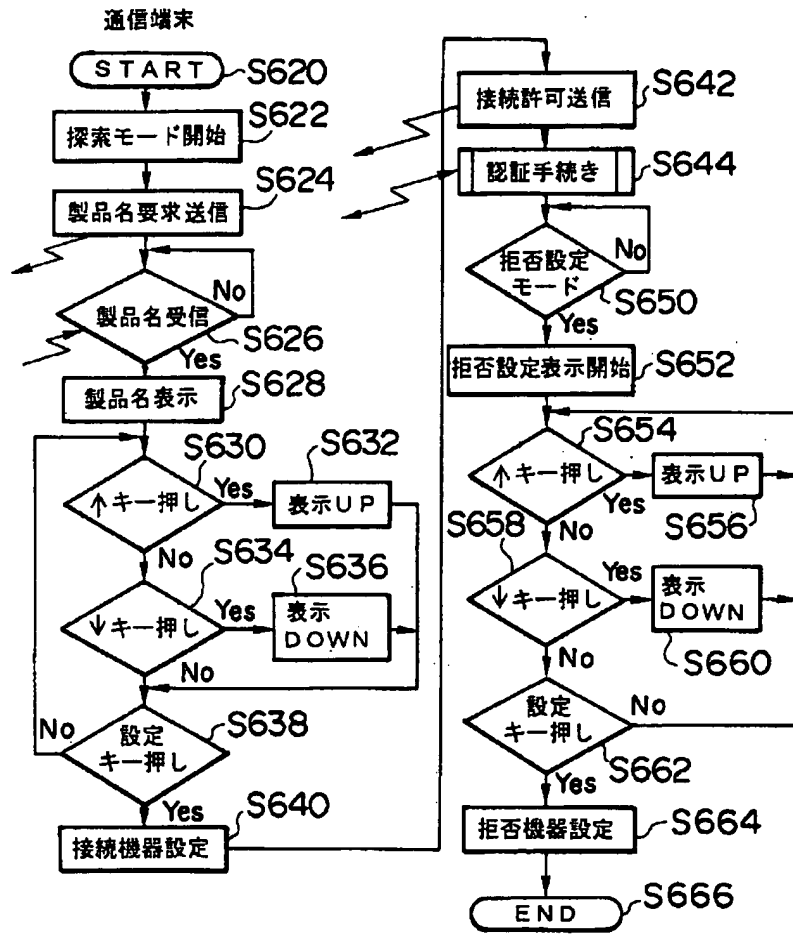 通信端末
START
S620
S622
探索モード開始
S624
製品名要求送信
No
製品名受信
S626
Yes
S628
製品名表示
S630
S632
↑キー押し
Yes
表示UP
No
S634
S636
↓キー押し
Yes
表示
DOWN
No
S638
No
設定
キー押し
Yes
S640
接続機器設定
接続許可送信
S642
認証手続き
S644
No
拒否設定
モード
S650
Yes
拒否設定表示開始
S652
S654
↑キー押し
Yes
表示UP
S656
No
S658
↓キー押し
Yes
表示
DOWN
S660
No
設定
キー押し
No
S662
Yes
拒否機器設定
S664
END
S666